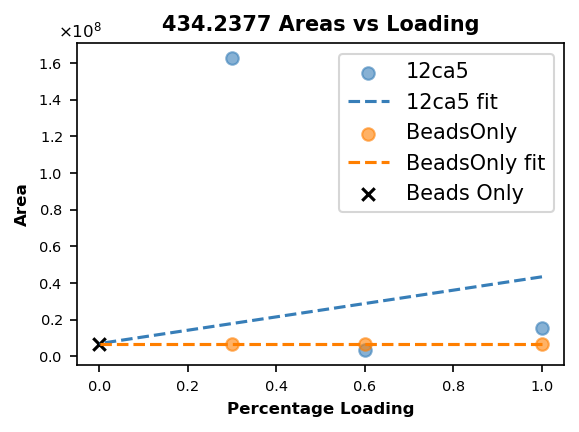 434.2377 Areas vs Loading
×10⁸
1.6
1.4
1.2
1.0
0.8
0.6
0.4
0.2
0.0
Area
12ca5
12ca5 fit
BeadsOnly
BeadsOnly fit
Beads Only
0.0 0.2 0.4 0.6 0.8 1.0
Percentage Loading